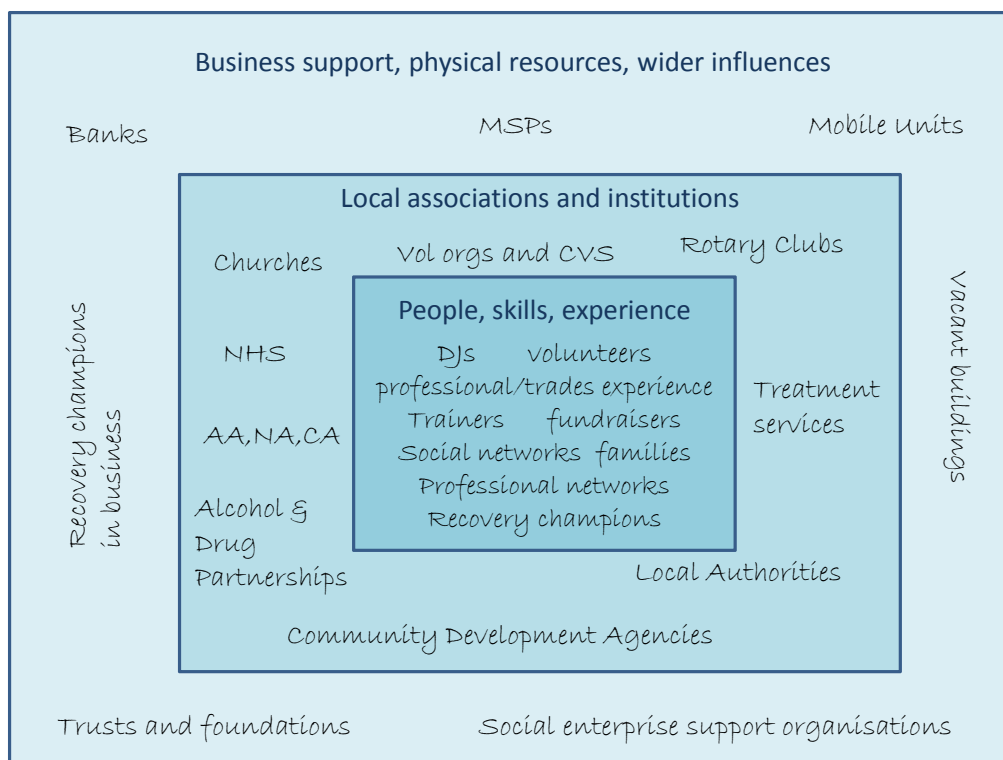 Business support, physical resources, wider influences
Banks
MSPs
Mobile Units
Recovery champions
in business
Vacant buildings
Local associations and institutions
Churches
Vol orgs and CVS
Rotary Clubs
NHS
AA,NA,CA
Alcohol &
Drug
Partnerships
Treatment
services
People, skills, experience
DJs volunteers
professional/trades experience
Trainers fundraisers
Social networks families
Professional networks
Recovery champions
Local Authorities
Community Development Agencies
Trusts and foundations
Social enterprise support organisations